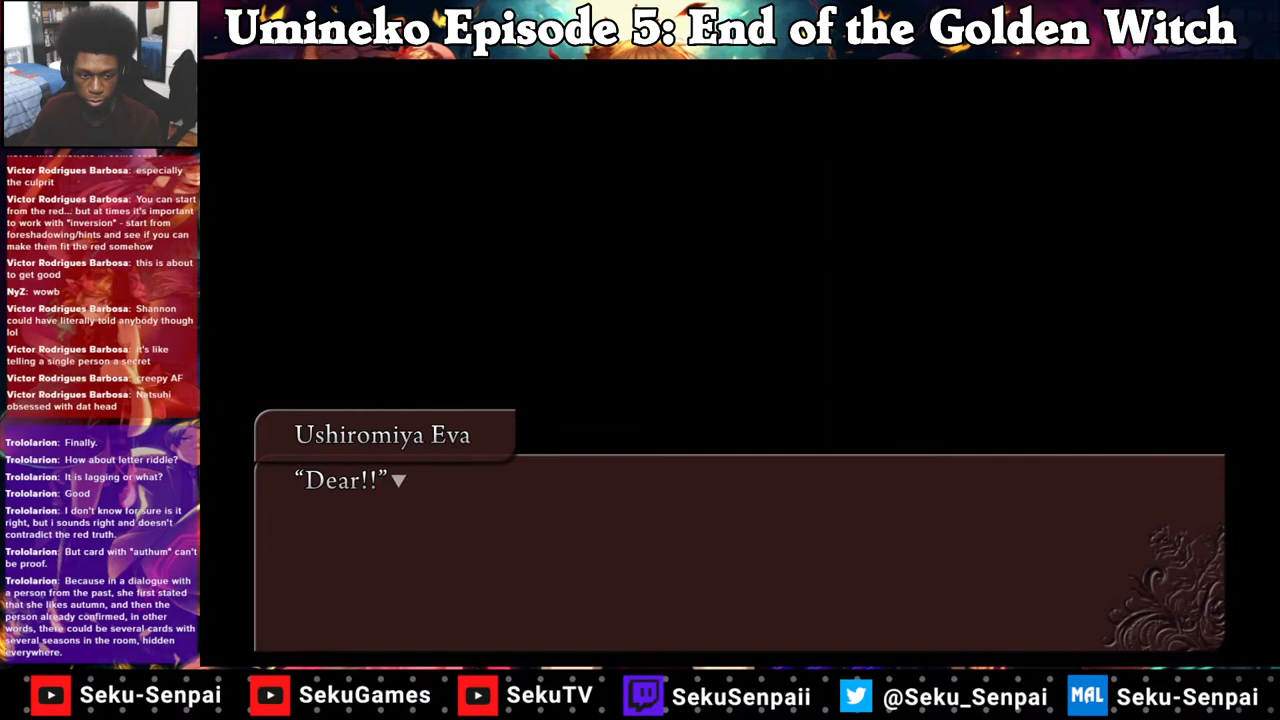 Umineko Episode 5: End of the Golden Witch
Victor Rodrigues Barbosa: especially
the culprit
Victor Rodrigues Barbosa: You can start
from the red... but at times it's important
to work with "inversion" - start from
foreshadowing/hints and see if you can
make them fit the red somehow
Victor Rodrigues Barbosa: this is about
to get good
NyZ: wowb
Victor Rodrigues Barbosa: Shannon
could have literally told anybody though
lol
Victor Rodrigues Barbosa: it's like
telling a single person a secret
Victor Rodrigues Barbosa: creepy AF
Victor Rodrigues Barbosa: Natsuhi
obsessed with dat head
Trololarion: Finally.
Trololarion: How about letter riddle?
Trololarion: It is lagging or what?
Trololarion: Good
Trololarion: I don't know for sure is it
right, but i sounds right and doesn't
contradict the red truth.
Trololarion: But card with "authum" can't
be proof.
Trololarion: Because in a dialogue with
a person from the past, she first stated
that she likes autumn, and then the
person already confirmed, in other
words, there could be several cards with
several seasons in the room, hidden
everywhere.
Ushiromiya Eva
“Dear!!”
Seku-Senpai
SekuGames
SekuTV
SekuSenpaii
@Seku_Senpai
MAL
Seku-Senpai